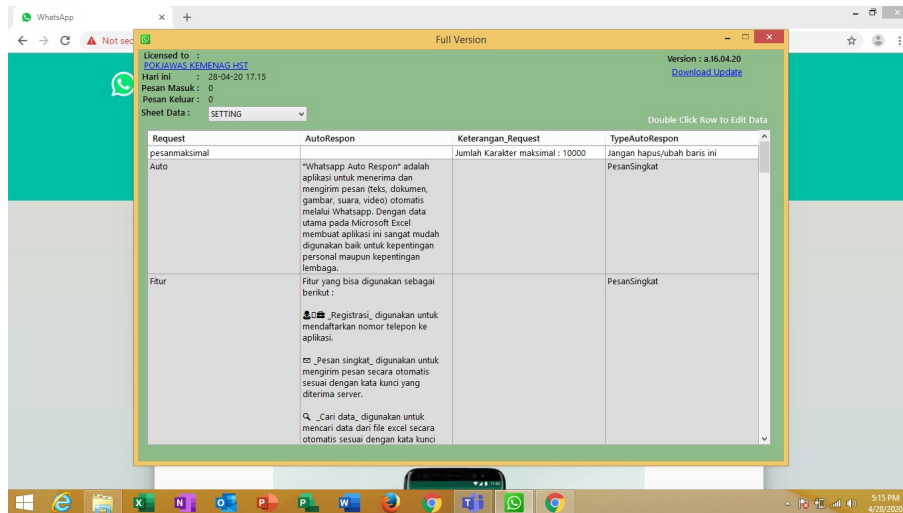 WhatsApp
Not sec
Full Version
Licensed to :
POKJAWAS KEMENAG HST
Hari ini : 28-04-20 17.15
Pesan Masuk : 0
Pesan Keluar : 0
Sheet Data : SETTING
Version : a.16.04.20
Download Update
Double Click Row to Edit Data
Request AutoRespon Keterangan_Request TypeAutoRespon
pesanmaksimal Jumlah Karakter maksimal : 10000 Jangan hapus/ubah baris ini
Auto
*Whatsapp Auto Respon* adalah
aplikasi untuk menerima dan
mengirim pesan (teks, dokumen,
gambar, suara, video) otomatis
melalui Whatsapp. Dengan data
utama pada Microsoft Excel
membuat aplikasi ini sangat mudah
digunakan baik untuk kepentingan
personal maupun kepentingan
lembaga.
PesanSingkat
Fitur
Fitur yang bisa digunakan sebagai
berikut :
_Registrasi_ digunakan untuk
mendaftarkan nomor telepon ke
aplikasi.
_Pesan singkat_ digunakan untuk
mengirim pesan secara otomatis
sesuai dengan kata kunci yang
diterima server.
_Cari data_ digunakan untuk
mencari data dari file excel secara
otomatis sesuai dengan kata kunci
PesanSingkat
5:15 PM
4/28/2020